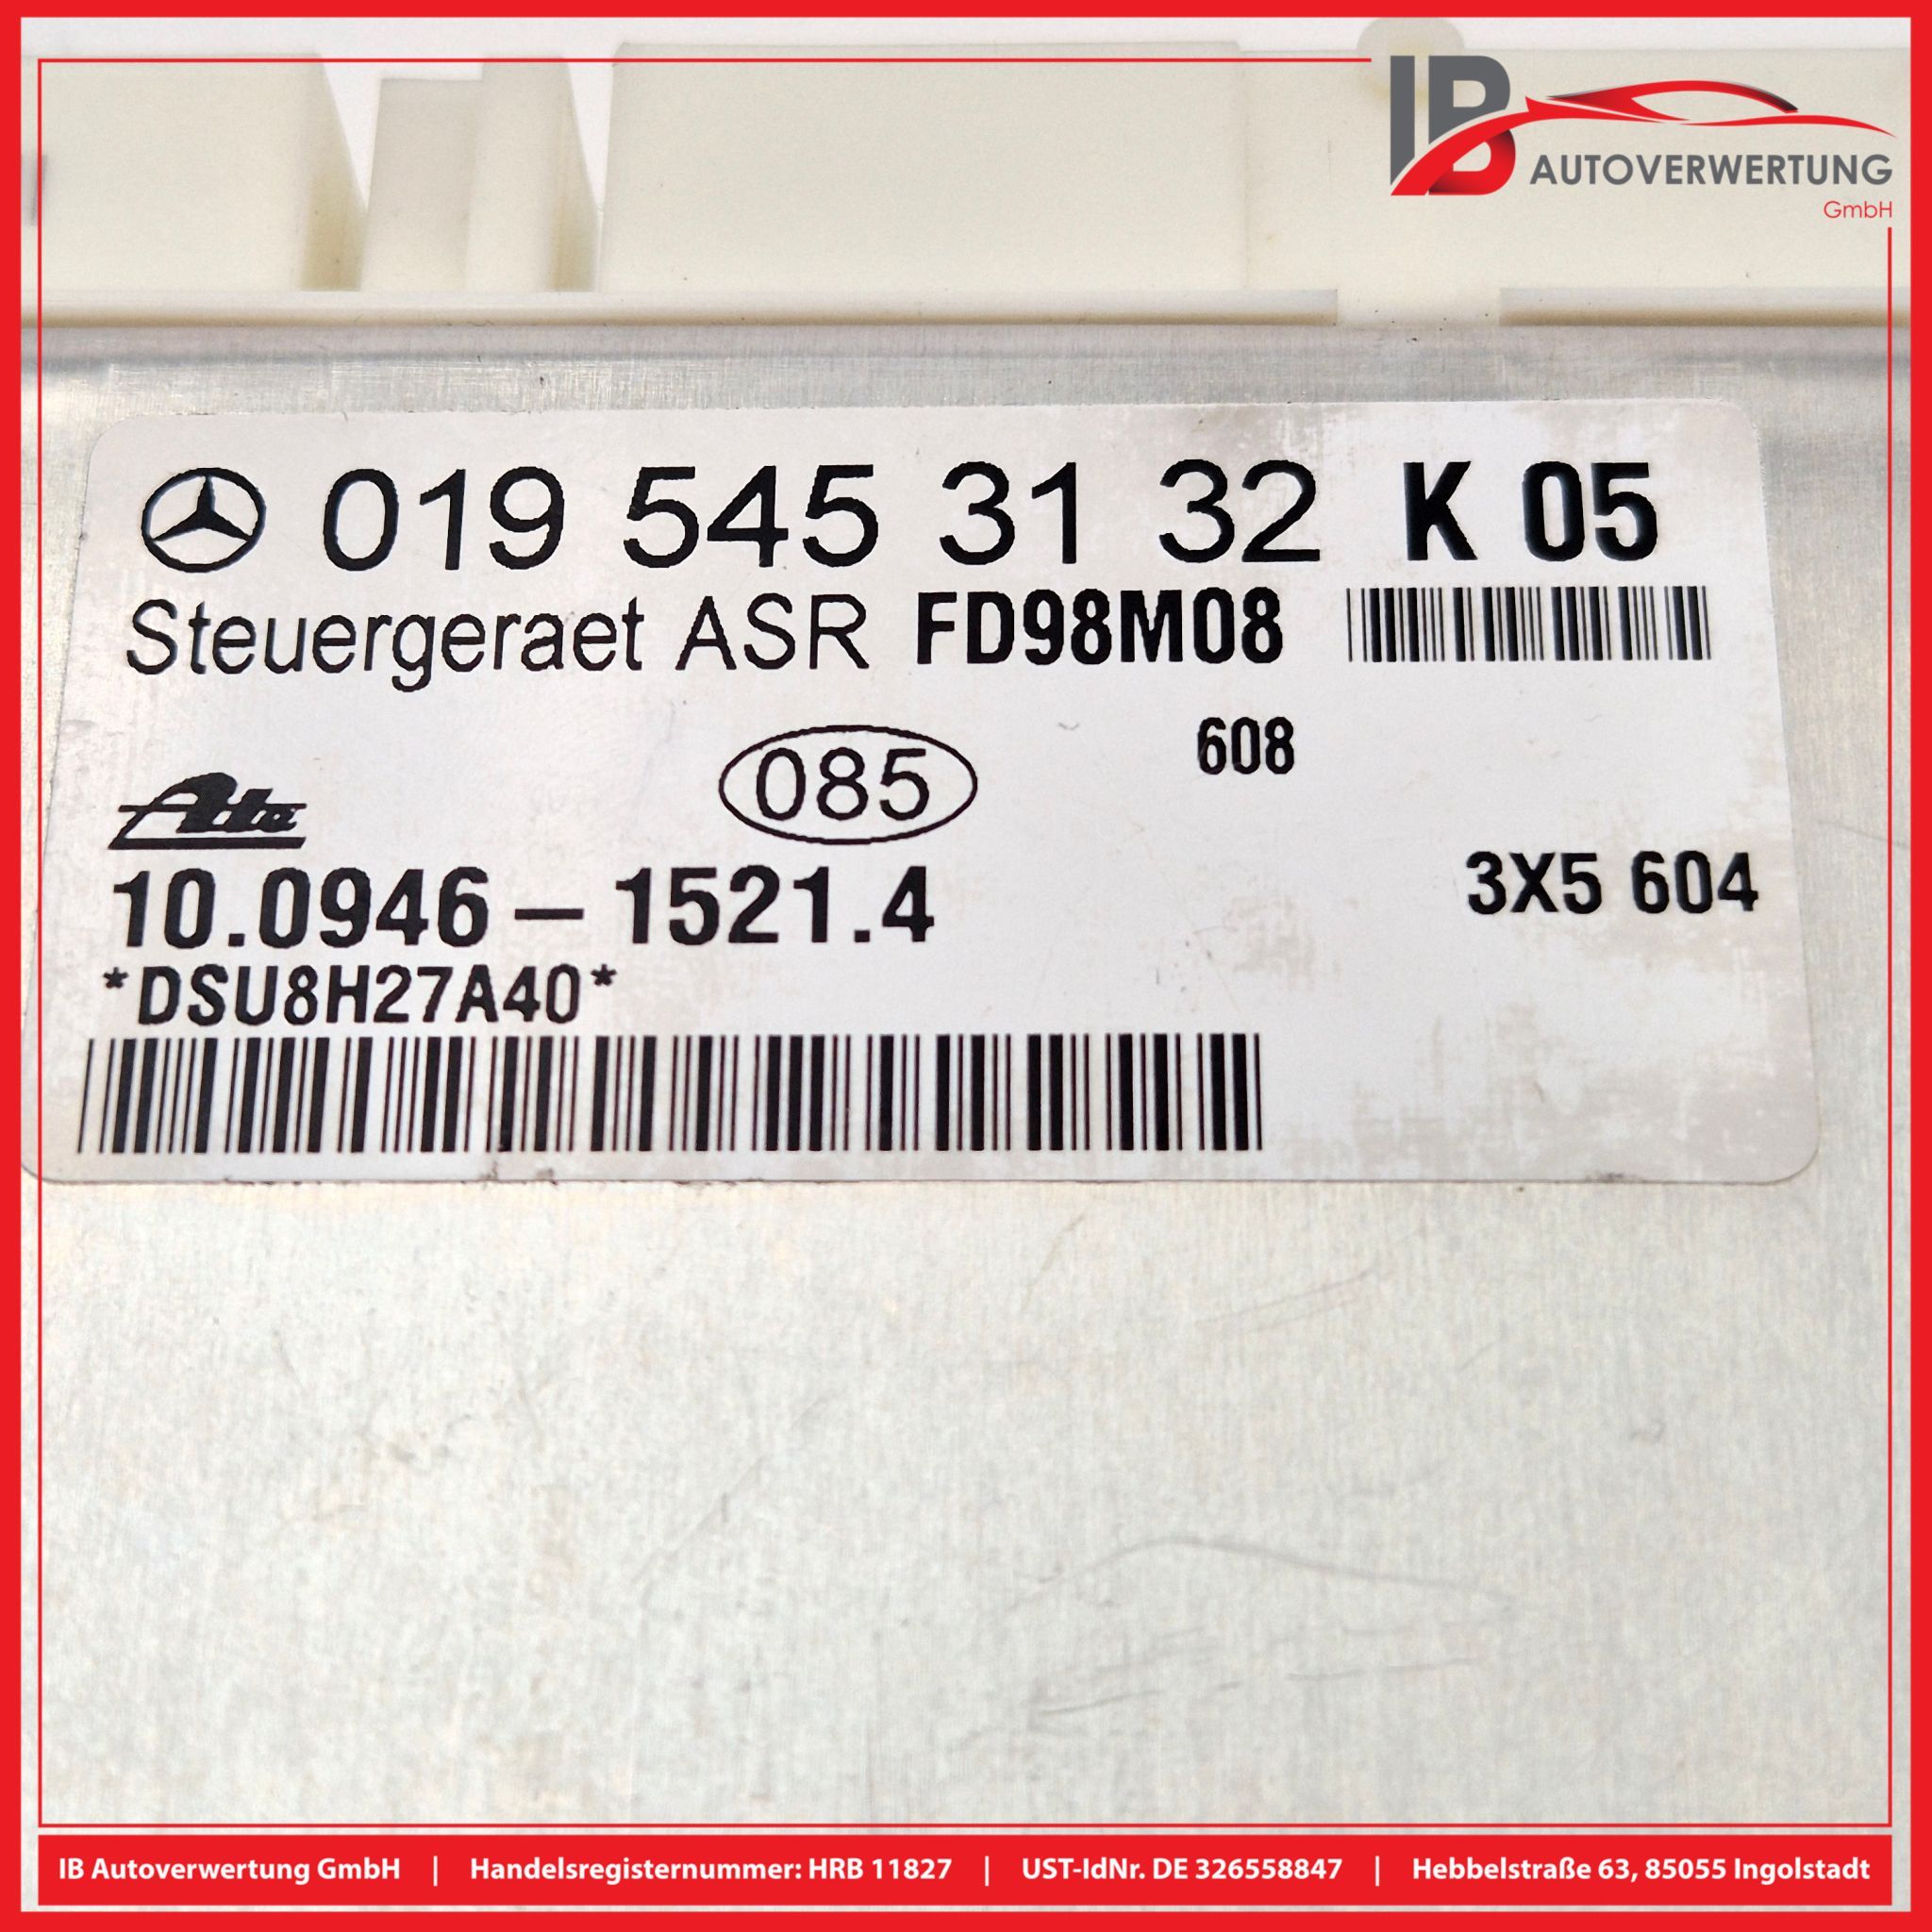 IB AUTOVERWERTUNG
GmbH
019 545 31 32 K 05
Steuergeraet ASR FD98M08
085 608
Ate
10.0946 – 1521.4 3X5 604
*DSU8H27A40*
IB Autoverwertung GmbH | Handelsregisternummer: HRB 11827 | UST-IdNr. DE 326558847 | Hebbelstraße 63, 85055 Ingolstadt